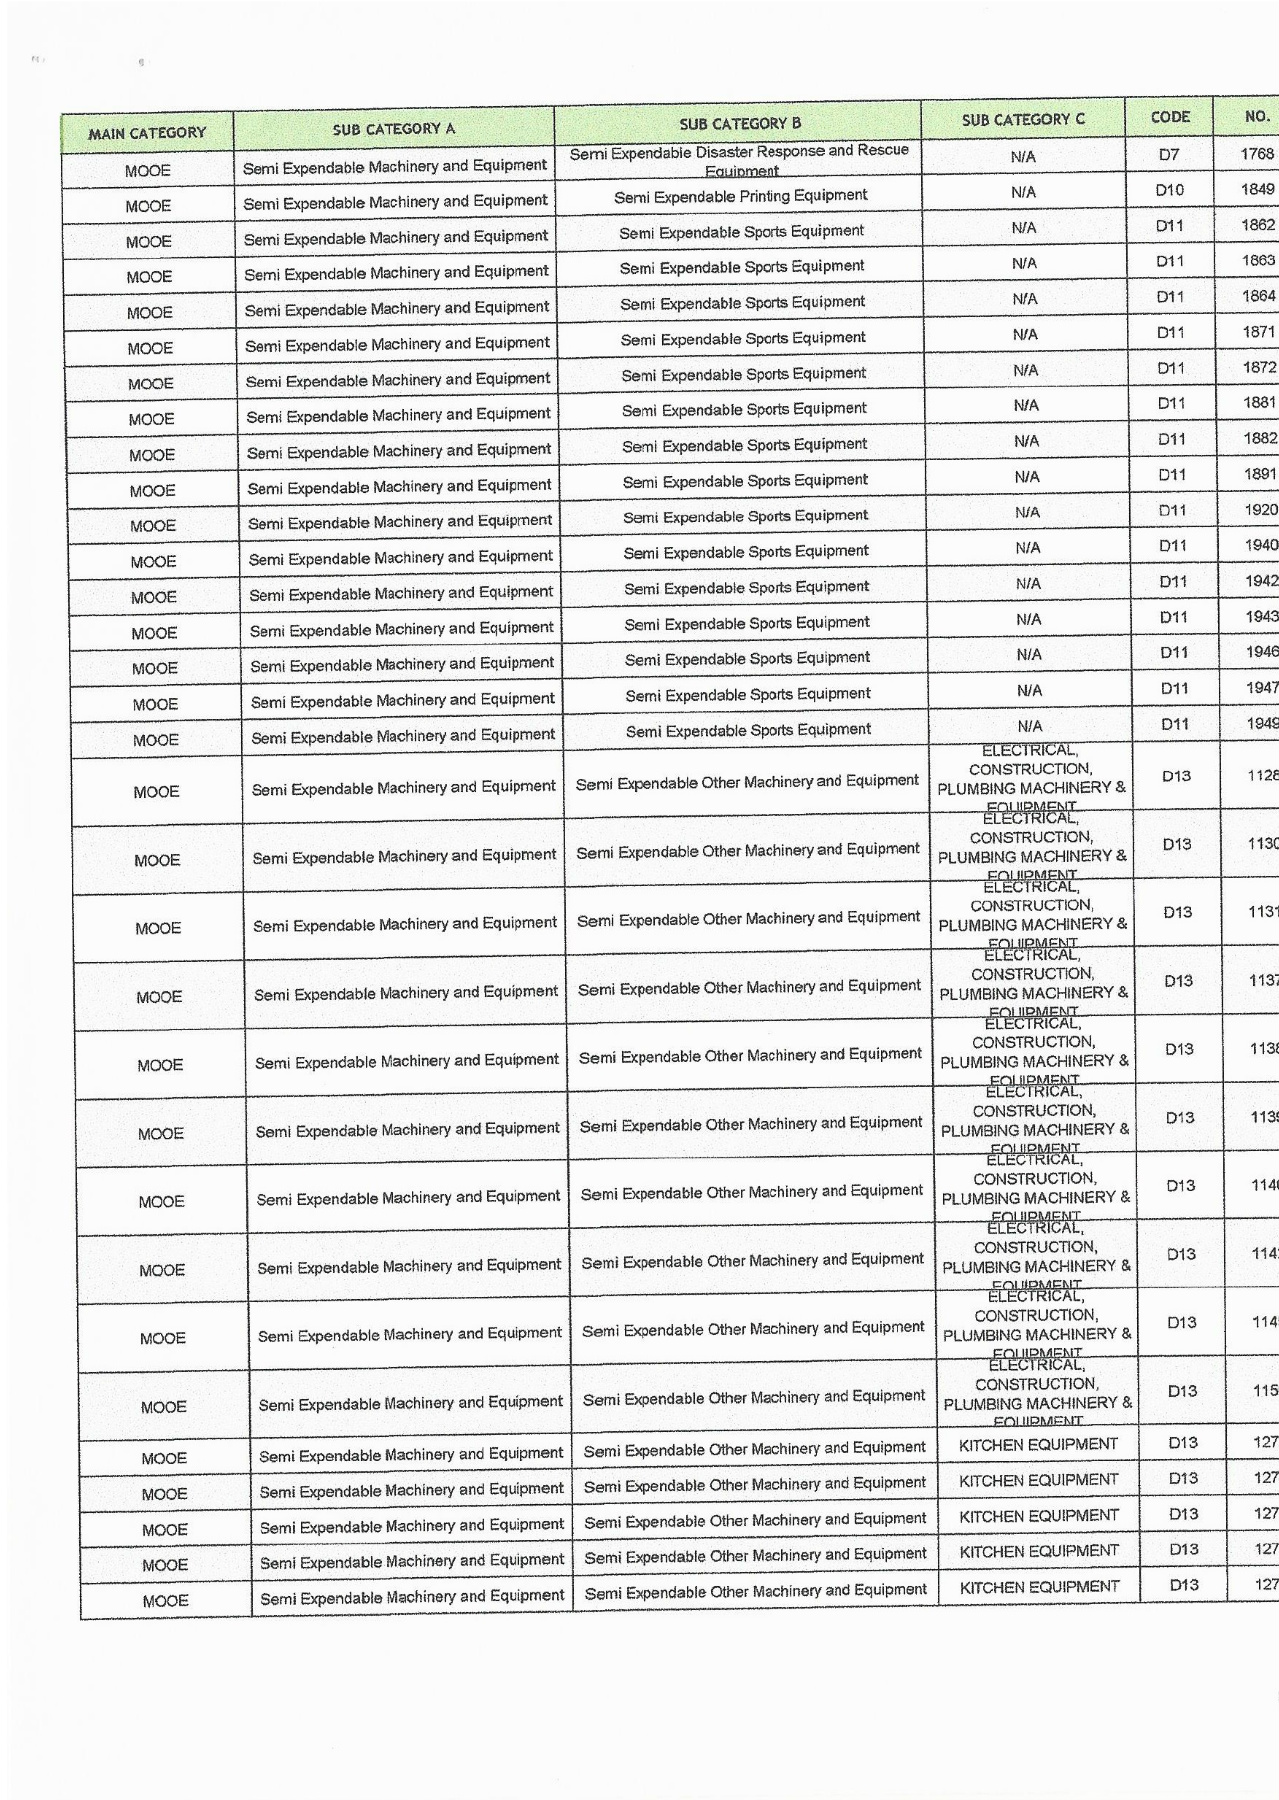 MAIN CATEGORY SUB CATEGORY A SUB CATEGORY B SUB CATEGORY C CODE NO.
MOOE Semi Expendable Machinery and Equipment Semi Expendable Disaster Response and Rescue Equipment N/A D7 1768
MOOE Semi Expendable Machinery and Equipment Semi Expendable Printing Equipment N/A D10 1849
MOOE Semi Expendable Machinery and Equipment Semi Expendable Sports Equipment N/A D11 1862
MOOE Semi Expendable Machinery and Equipment Semi Expendable Sports Equipment N/A D11 1863
MOOE Semi Expendable Machinery and Equipment Semi Expendable Sports Equipment N/A D11 1864
MOOE Semi Expendable Machinery and Equipment Semi Expendable Sports Equipment N/A D11 1871
MOOE Semi Expendable Machinery and Equipment Semi Expendable Sports Equipment N/A D11 1872
MOOE Semi Expendable Machinery and Equipment Semi Expendable Sports Equipment N/A D11 1881
MOOE Semi Expendable Machinery and Equipment Semi Expendable Sports Equipment N/A D11 1882
MOOE Semi Expendable Machinery and Equipment Semi Expendable Sports Equipment N/A D11 1891
MOOE Semi Expendable Machinery and Equipment Semi Expendable Sports Equipment N/A D11 1920
MOOE Semi Expendable Machinery and Equipment Semi Expendable Sports Equipment N/A D11 1940
MOOE Semi Expendable Machinery and Equipment Semi Expendable Sports Equipment N/A D11 1942
MOOE Semi Expendable Machinery and Equipment Semi Expendable Sports Equipment N/A D11 1943
MOOE Semi Expendable Machinery and Equipment Semi Expendable Sports Equipment N/A D11 1946
MOOE Semi Expendable Machinery and Equipment Semi Expendable Sports Equipment N/A D11 1947
MOOE Semi Expendable Machinery and Equipment Semi Expendable Sports Equipment N/A D11 1949
MOOE Semi Expendable Machinery and Equipment Semi Expendable Other Machinery and Equipment ELECTRICAL, CONSTRUCTION, PLUMBING MACHINERY & EQUIPMENT D13 1128
MOOE Semi Expendable Machinery and Equipment Semi Expendable Other Machinery and Equipment ELECTRICAL, CONSTRUCTION, PLUMBING MACHINERY & EQUIPMENT D13 1130
MOOE Semi Expendable Machinery and Equipment Semi Expendable Other Machinery and Equipment ELECTRICAL, CONSTRUCTION, PLUMBING MACHINERY & EQUIPMENT D13 1131
MOOE Semi Expendable Machinery and Equipment Semi Expendable Other Machinery and Equipment ELECTRICAL, CONSTRUCTION, PLUMBING MACHINERY & EQUIPMENT D13 1137
MOOE Semi Expendable Machinery and Equipment Semi Expendable Other Machinery and Equipment ELECTRICAL, CONSTRUCTION, PLUMBING MACHINERY & EQUIPMENT D13 1138
MOOE Semi Expendable Machinery and Equipment Semi Expendable Other Machinery and Equipment ELECTRICAL, CONSTRUCTION, PLUMBING MACHINERY & EQUIPMENT D13 1139
MOOE Semi Expendable Machinery and Equipment Semi Expendable Other Machinery and Equipment ELECTRICAL, CONSTRUCTION, PLUMBING MACHINERY & EQUIPMENT D13 1140
MOOE Semi Expendable Machinery and Equipment Semi Expendable Other Machinery and Equipment ELECTRICAL, CONSTRUCTION, PLUMBING MACHINERY & EQUIPMENT D13 114
MOOE Semi Expendable Machinery and Equipment Semi Expendable Other Machinery and Equipment ELECTRICAL, CONSTRUCTION, PLUMBING MACHINERY & EQUIPMENT D13 114
MOOE Semi Expendable Machinery and Equipment Semi Expendable Other Machinery and Equipment ELECTRICAL, CONSTRUCTION, PLUMBING MACHINERY & EQUIPMENT D13 115
MOOE Semi Expendable Machinery and Equipment Semi Expendable Other Machinery and Equipment KITCHEN EQUIPMENT D13 127
MOOE Semi Expendable Machinery and Equipment Semi Expendable Other Machinery and Equipment KITCHEN EQUIPMENT D13 127
MOOE Semi Expendable Machinery and Equipment Semi Expendable Other Machinery and Equipment KITCHEN EQUIPMENT D13 127
MOOE Semi Expendable Machinery and Equipment Semi Expendable Other Machinery and Equipment KITCHEN EQUIPMENT D13 127
MOOE Semi Expendable Machinery and Equipment Semi Expendable Other Machinery and Equipment KITCHEN EQUIPMENT D13 127